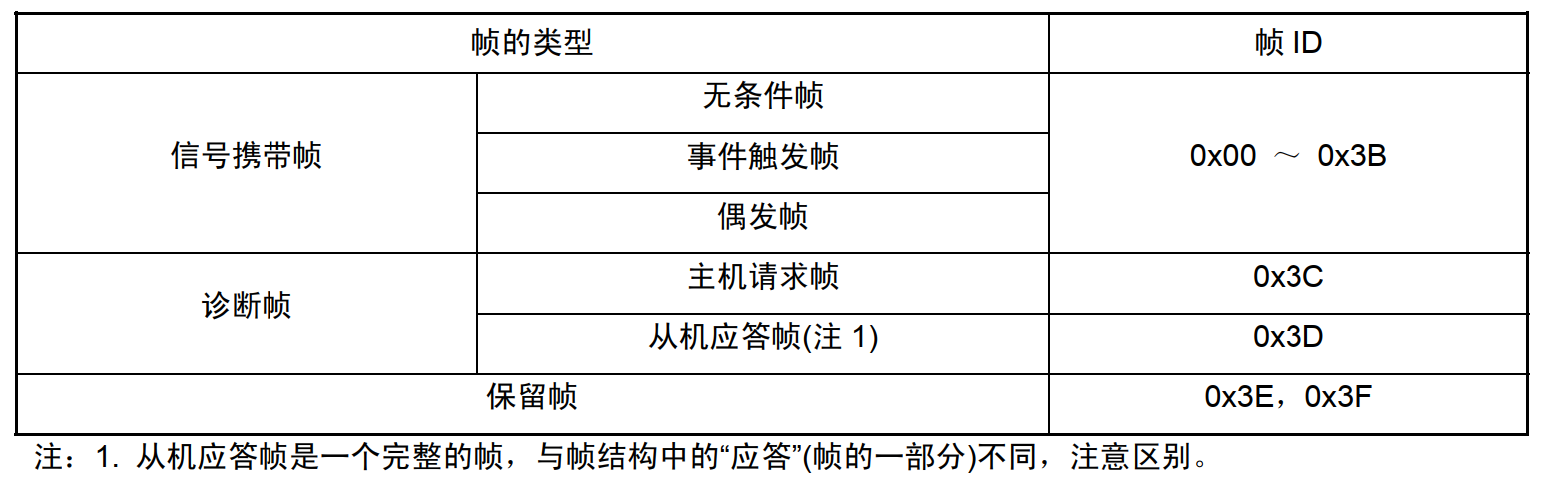 帧的类型 帧 ID
无条件帧
信号携带帧 事件触发帧 0x00 ～ 0x3B
偶发帧
诊断帧 主机请求帧 0x3C
从机应答帧(注 1) 0x3D
保留帧 0x3E，0x3F
注：1. 从机应答帧是一个完整的帧，与帧结构中的“应答”(帧的一部分)不同，注意区别。